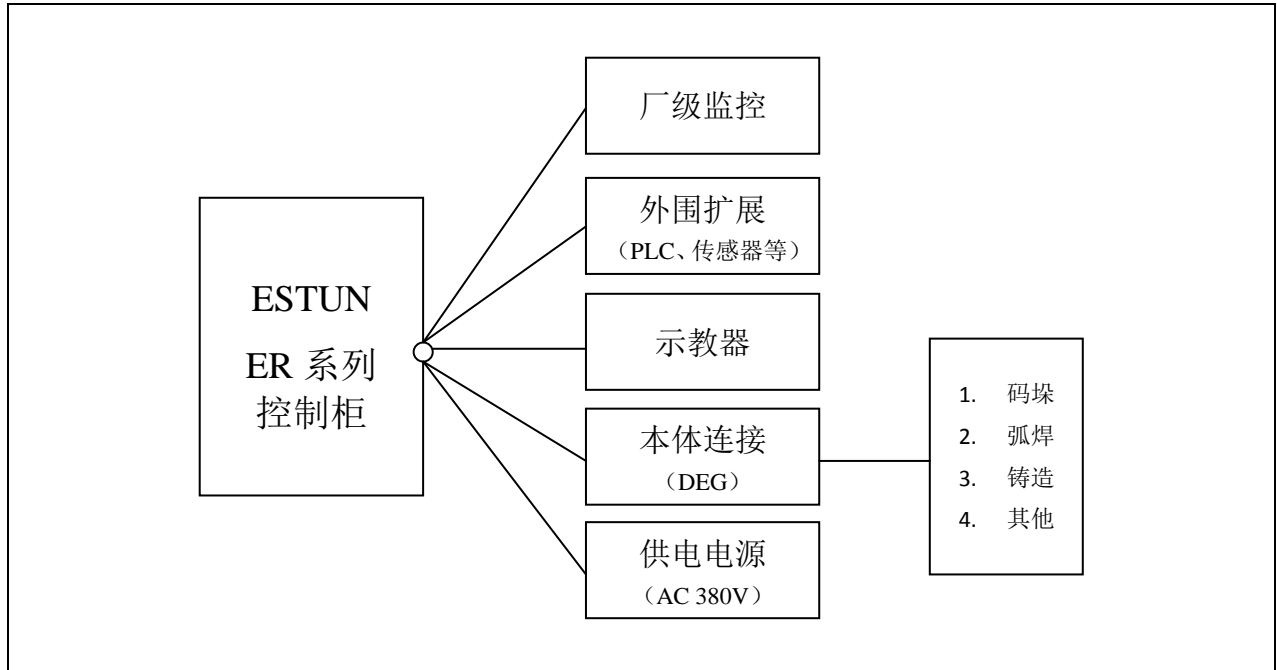 ESTUN
ER 系列
控制柜
厂级监控
外围扩展
（PLC、传感器等）
示教器
本体连接
（DEG）
供电电源
（AC 380V）
1. 码垛
2. 弧焊
3. 铸造
4. 其他